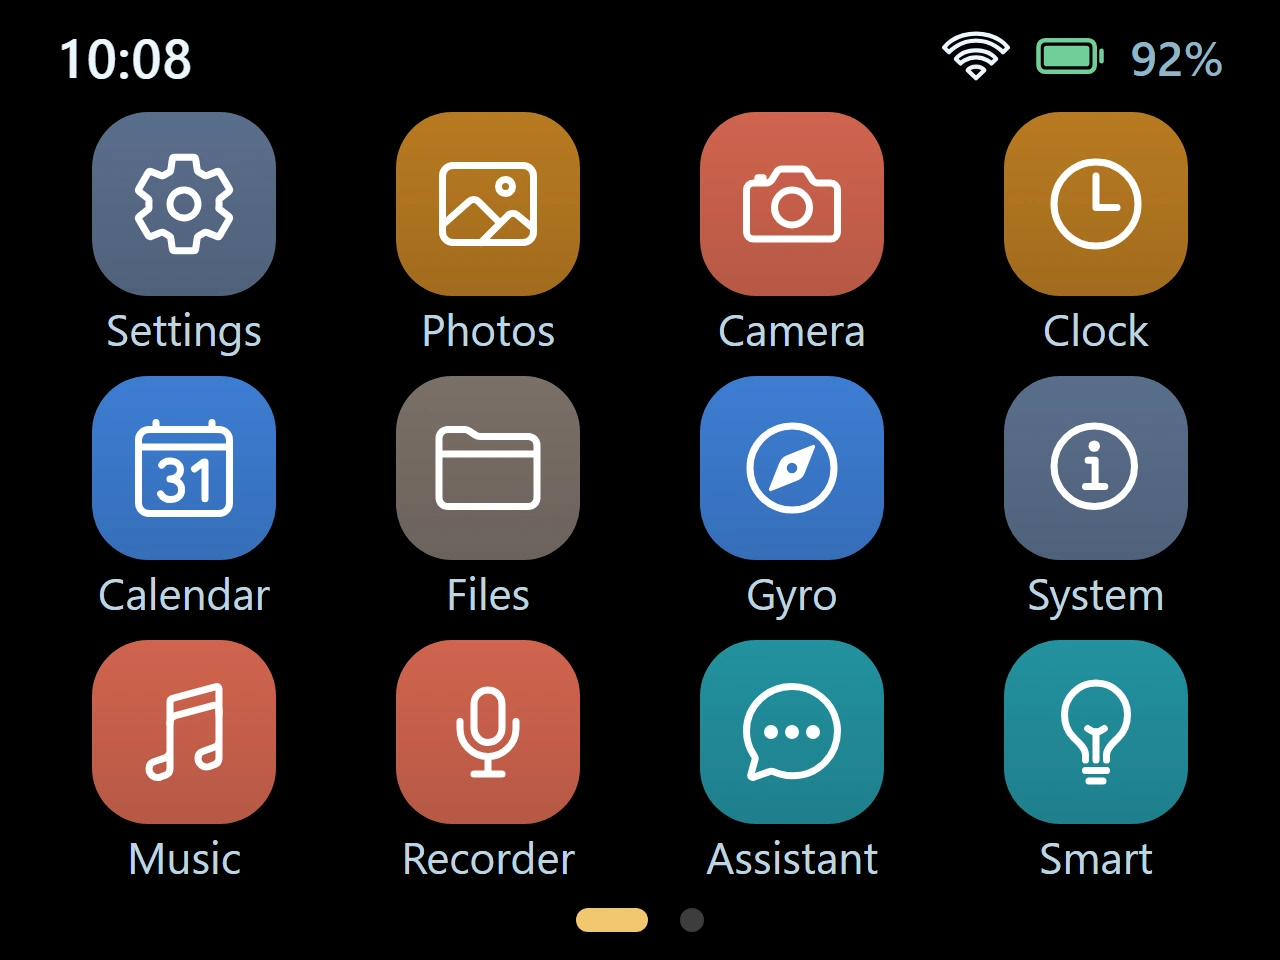 10:08 92%
Settings Photos Camera Clock
31
Calendar Files Gyro System
Music Recorder Assistant Smart